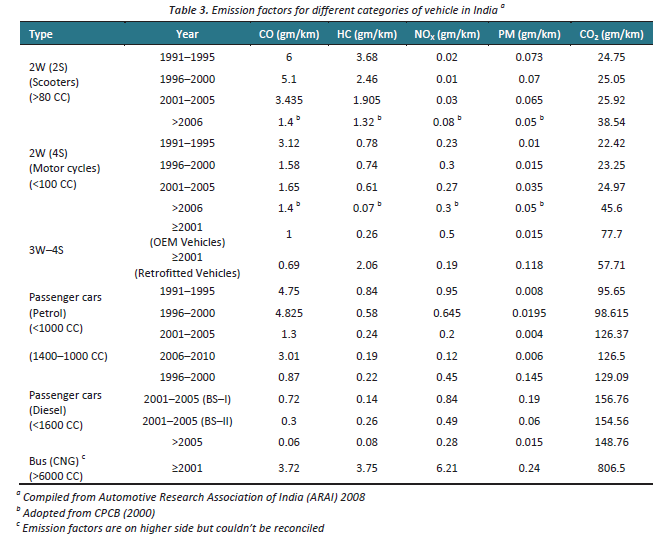 Table 3. Emission factors for different categories of vehicle in India a
Type Year CO (gm/km) HC (gm/km) NOX (gm/km) PM (gm/km) CO2 (gm/km)
2W (2S)
(Scooters)
(>80 CC)
1991–1995 6 3.68 0.02 0.073 24.75
1996–2000 5.1 2.46 0.01 0.07 25.05
2001–2005 3.435 1.905 0.03 0.065 25.92
>2006 1.4 b 1.32 b 0.08 b 0.05 b 38.54
2W (4S)
(Motor cycles)
(<100 CC)
1991–1995 3.12 0.78 0.23 0.01 22.42
1996–2000 1.58 0.74 0.3 0.015 23.25
2001–2005 1.65 0.61 0.27 0.035 24.97
>2006 1.4 b 0.07 b 0.3 b 0.05 b 45.6
3W–4S
≥2001
(OEM Vehicles) 1 0.26 0.5 0.015 77.7
≥2001
(Retrofitted Vehicles) 0.69 2.06 0.19 0.118 57.71
Passenger cars
(Petrol)
(<1000 CC)
1991–1995 4.75 0.84 0.95 0.008 95.65
1996–2000 4.825 0.58 0.645 0.0195 98.615
2001–2005 1.3 0.24 0.2 0.004 126.37
(1400–1000 CC) 2006–2010 3.01 0.19 0.12 0.006 126.5
Passenger cars
(Diesel)
(<1600 CC)
1996–2000 0.87 0.22 0.45 0.145 129.09
2001–2005 (BS–I) 0.72 0.14 0.84 0.19 156.76
2001–2005 (BS–II) 0.3 0.26 0.49 0.06 154.56
>2005 0.06 0.08 0.28 0.015 148.76
Bus (CNG) c
(>6000 CC)
≥2001 3.72 3.75 6.21 0.24 806.5
a Compiled from Automotive Research Association of India (ARAI) 2008
b Adopted from CPCB (2000)
c Emission factors are on higher side but couldn't be reconciled